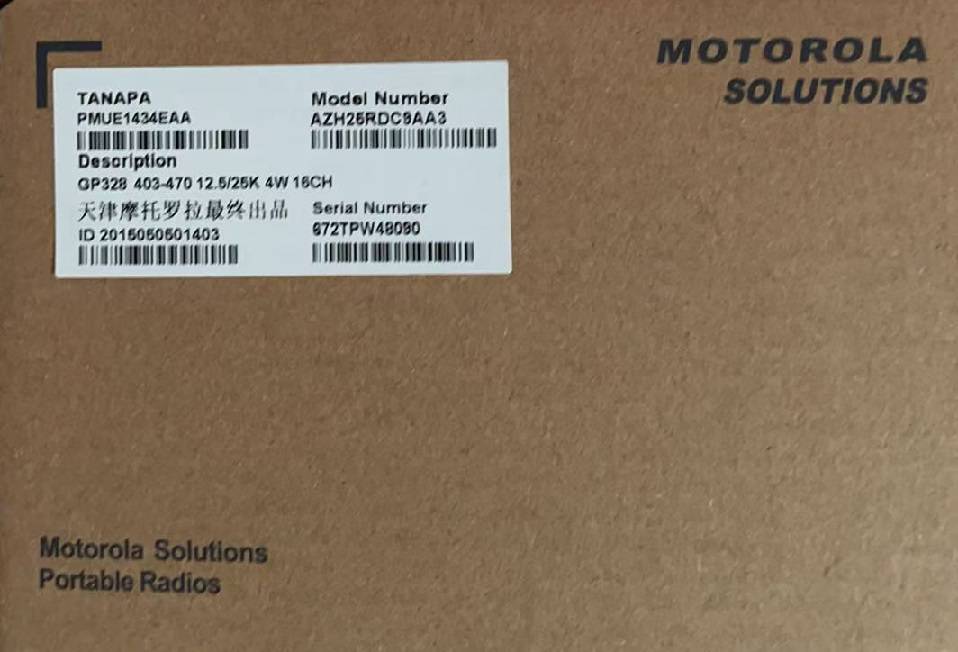 MOTOROLA
SOLUTIONS
TANAPA
PMUE1434EAA
Model Number
AZH25RDC9AA3
Description
GP328 403-470 12.5/25K 4W 16CH
天津摩托罗拉最终出品
ID 2015050501403
Serial Number
672TPW48090
Motorola Solutions
Portable Radios